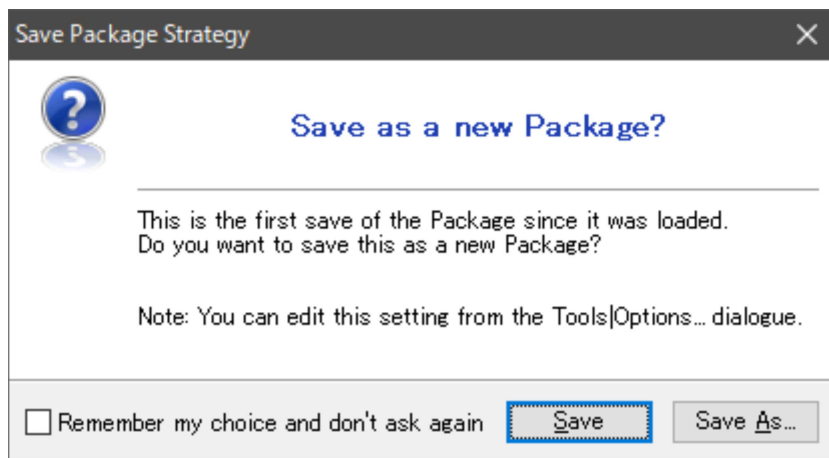 Save Package Strategy
Save as a new Package?
This is the first save of the Package since it was loaded.
Do you want to save this as a new Package?
Note: You can edit this setting from the Tools|Options... dialogue.
Remember my choice and don't ask again
Save
Save As...